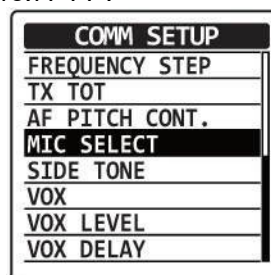 COMM SETUP
FREQUENCY STEP
TX TOT
AF PITCH CONT.
MIC SELECT
SIDE TONE
VOX
VOX LEVEL
VOX DELAY